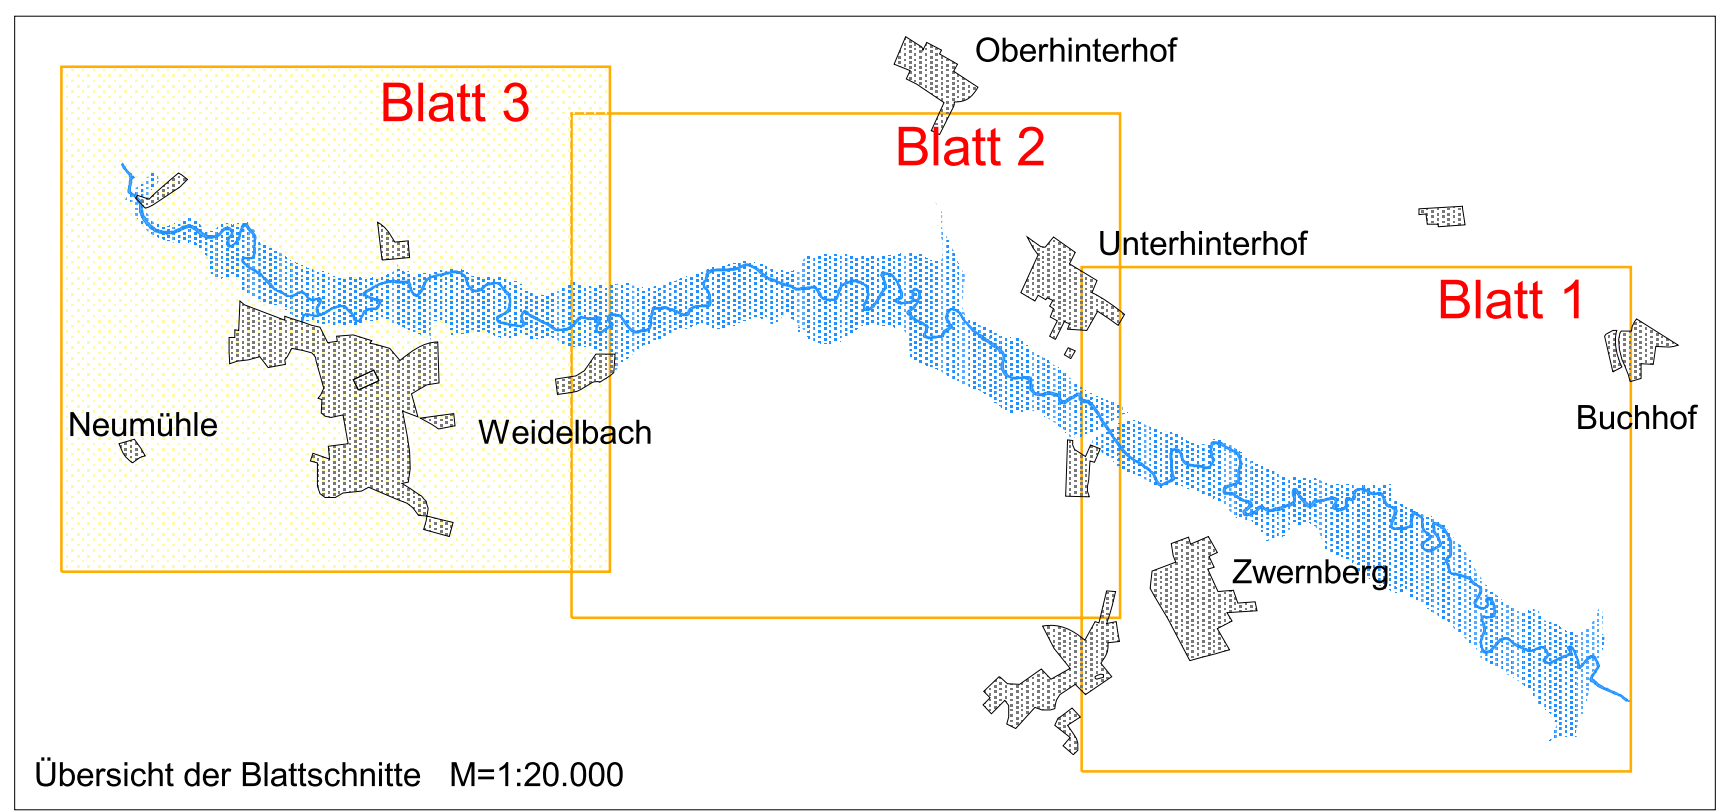 Oberhinterhof
Blatt 3
Blatt 2
Unterhinterhof
Blatt 1
Neumühle
Weidelbach
Buchhof
Zwernberg
Übersicht der Blattschnitte M=1:20.000